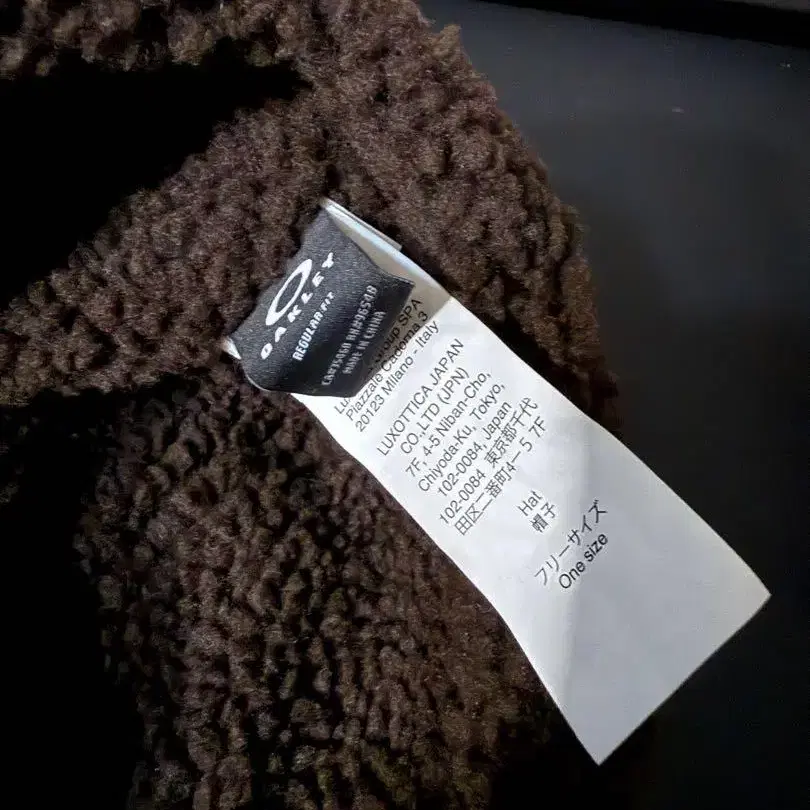 OAKLEY
REGULAR FIT
MADE IN CHINA
Group SPA
Piazzale Cadorna 3
20123 Milano - Italy
LUXOTTICA JAPAN
CO.,LTD (JPN)
7F, 4-5 Niban-Cho,
Chiyoda-Ku, Tokyo,
102-0084, Japan
102-0084 東京都千代
田区二番町4-5 7F
Hat
帽子
フリーサイズ
One size